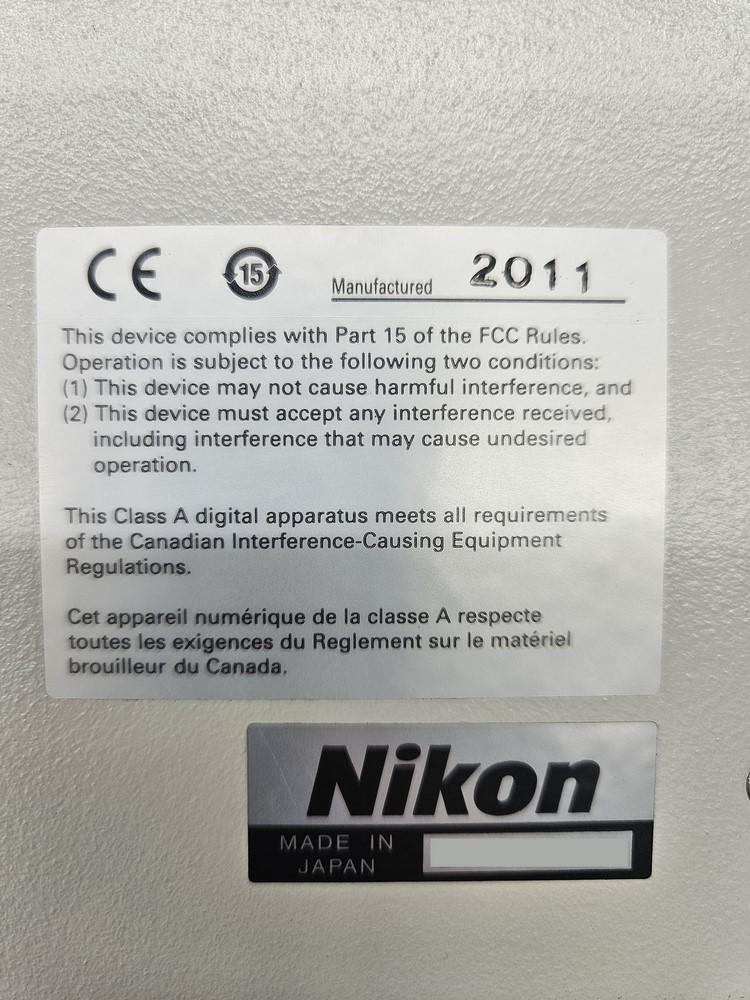 CE 15 Manufactured 2011
This device complies with Part 15 of the FCC Rules.
Operation is subject to the following two conditions:
(1) This device may not cause harmful interference, and
(2) This device must accept any interference received,
including interference that may cause undesired
operation.
This Class A digital apparatus meets all requirements
of the Canadian Interference-Causing Equipment
Regulations.
Cet appareil numérique de la classe A respecte
toutes les exigences du Reglement sur le matériel
brouilleur du Canada.
Nikon
MADE IN
JAPAN